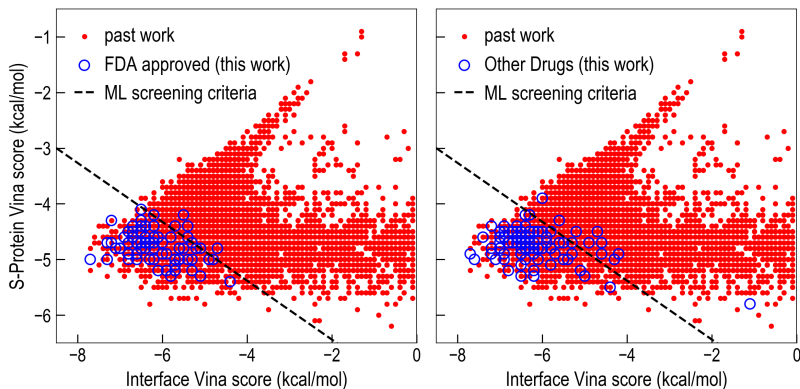 S-Protein Vina score (kcal/mol)
−1
−2
−3
−4
−5
−6
past work
FDA approved (this work)
ML screening criteria
−8
−6
−4
−2
0
Interface Vina score (kcal/mol)
past work
Other Drugs (this work)
ML screening criteria
−8
−6
−4
−2
0
Interface Vina score (kcal/mol)